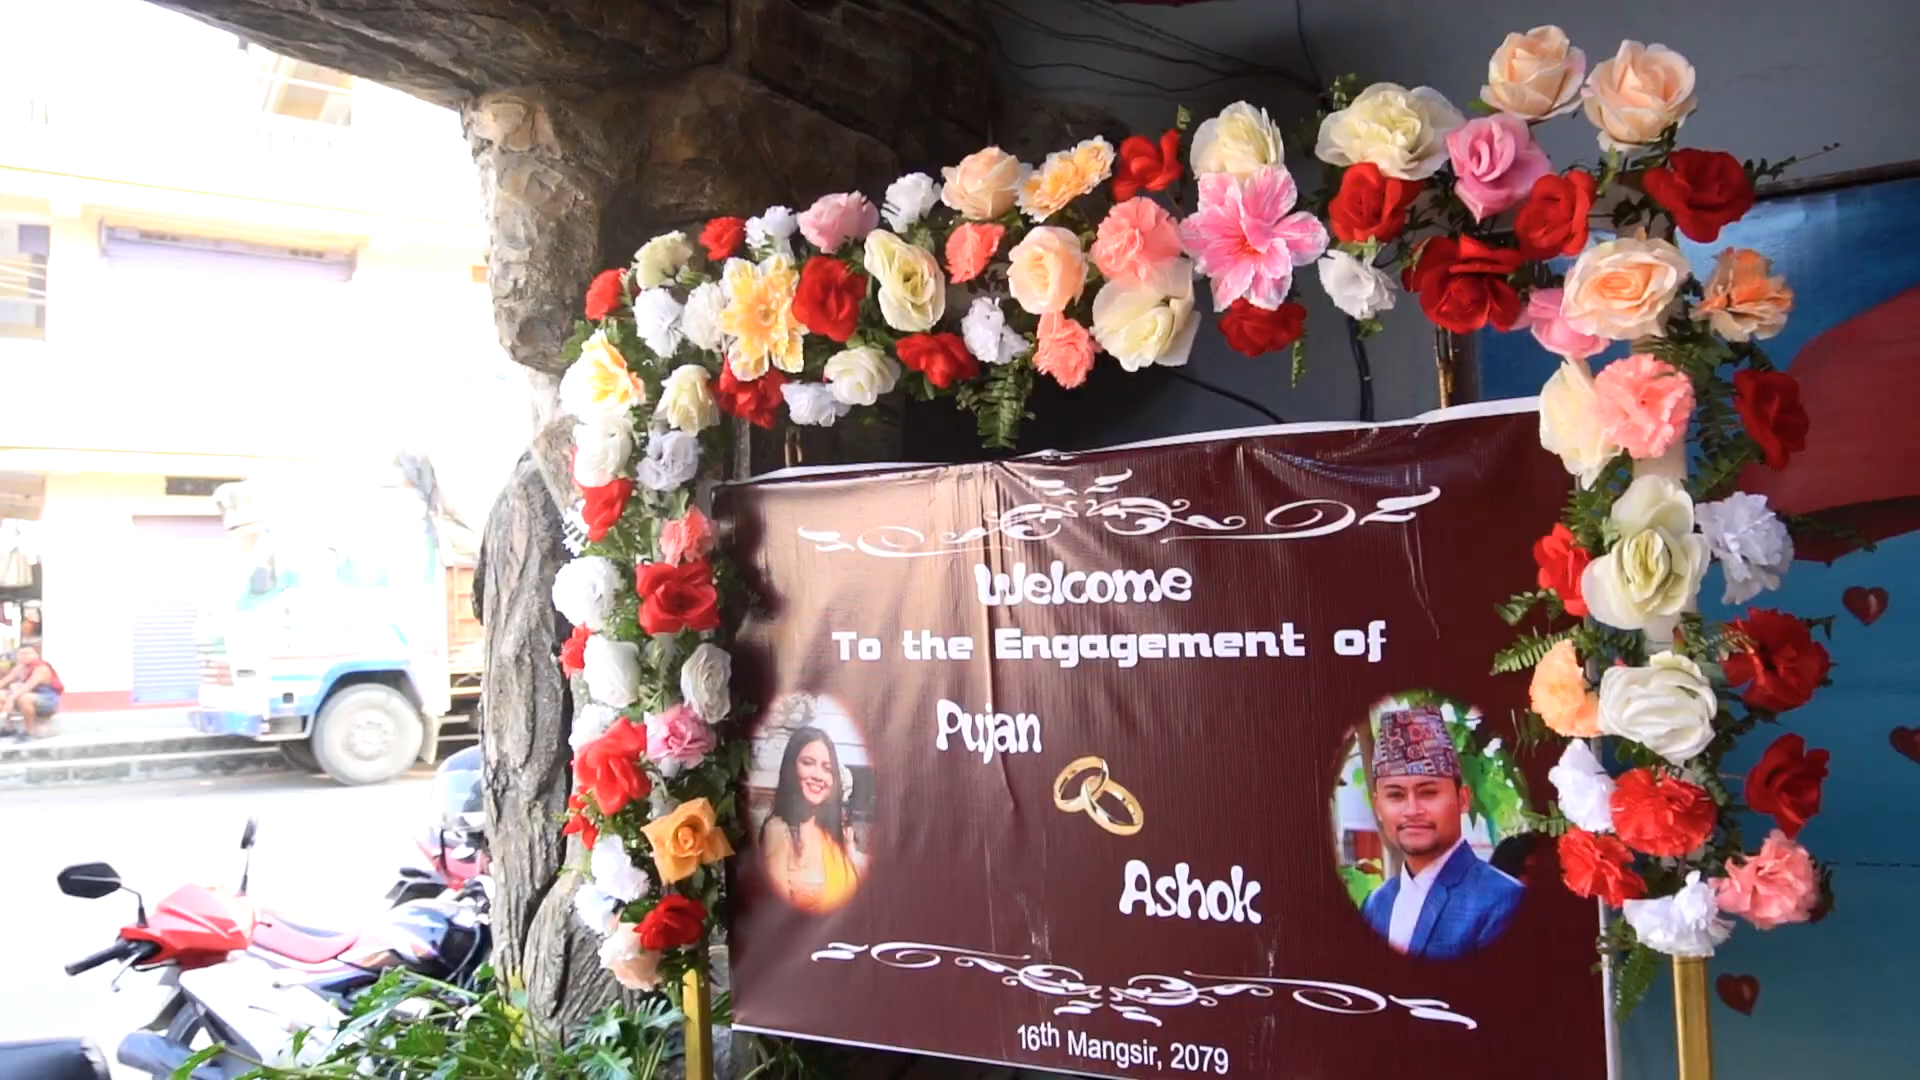 Welcome
To the Engagement of
Pujan
Ashok
16th Mangsir, 2079